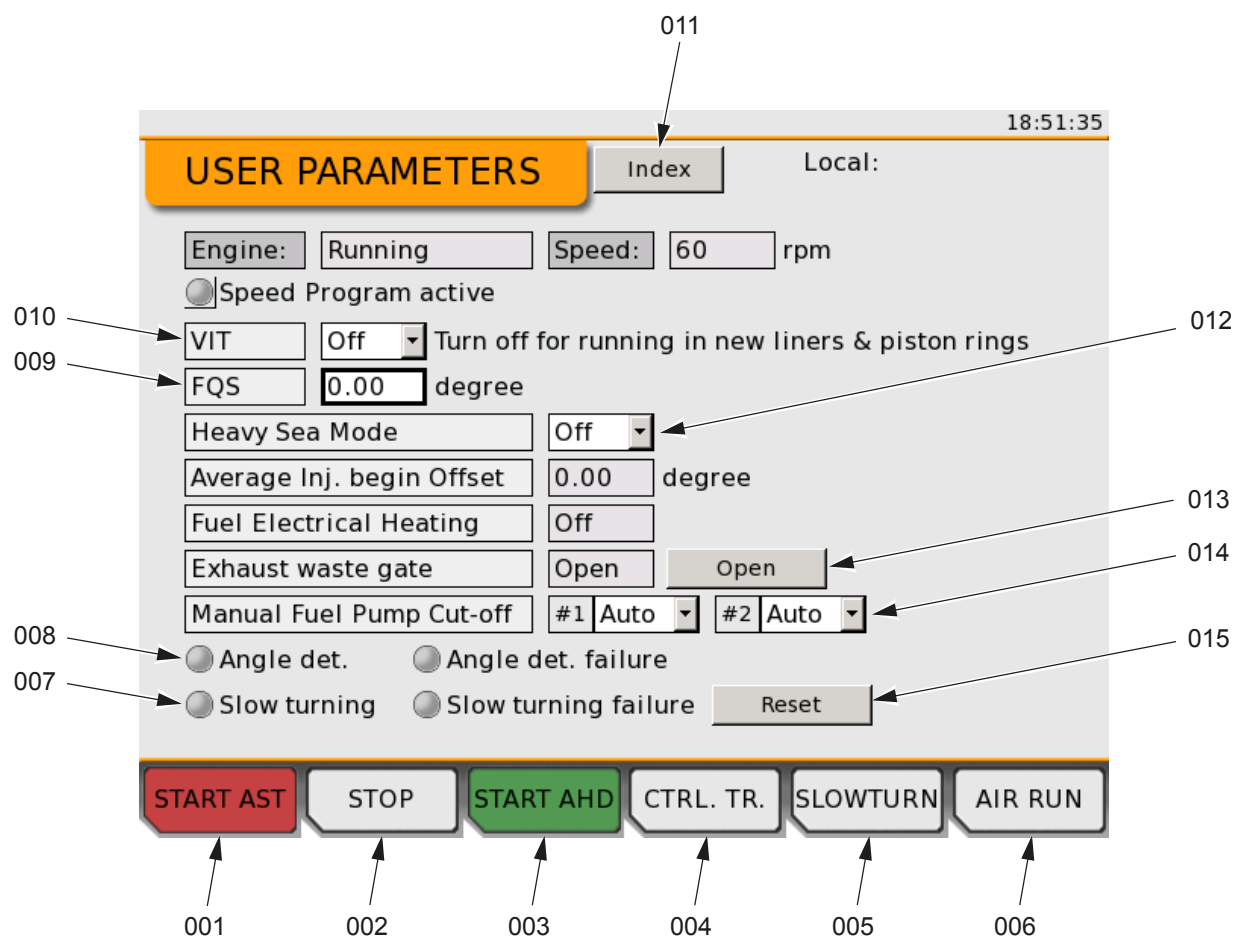 011
18:51:35
USER PARAMETERS Index Local:
Engine: Running Speed: 60 rpm
Speed Program active
010 VIT Off Turn off for running in new liners & piston rings 012
009 FQS 0.00 degree
Heavy Sea Mode Off
Average Inj. begin Offset 0.00 degree 013
Fuel Electrical Heating Off
Exhaust waste gate Open Open 014
Manual Fuel Pump Cut-off #1 Auto #2 Auto
008 Angle det. Angle det. failure 015
007 Slow turning Slow turning failure Reset
START AST STOP START AHD CTRL. TR. SLOWTURN AIR RUN
001 002 003 004 005 006